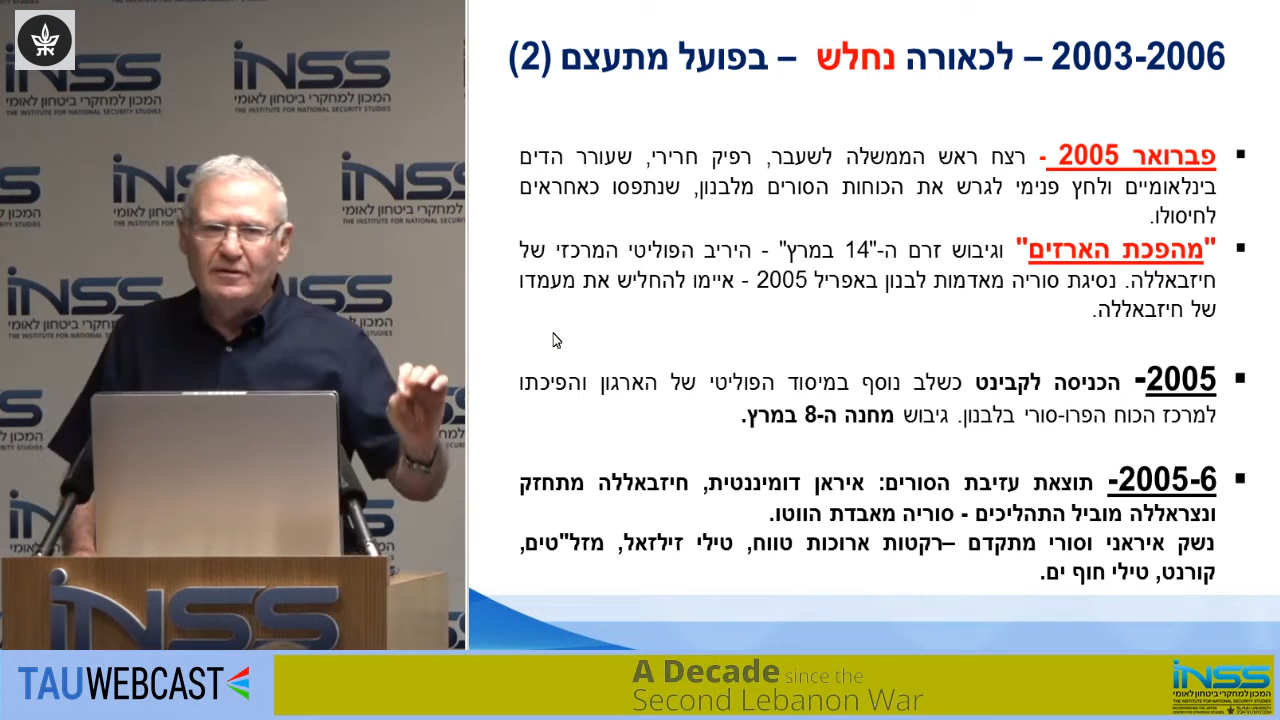 2003-2006 – לכאורה נחלש – בפועל מתעצם (2)
פברואר 2005 - רצח ראש הממשלה לשעבר, רפיק חרירי, שעורר הדים
בינלאומיים ולחץ פנימי לגרש את הכוחות הסורים מלבנון, שנתפסו כאחראים
לחיסולו.
"מהפכת הארזים" וגיבוש זרם ה-"14 במרץ" - היריב הפוליטי המרכזי של
חיזבאללה. נסיגת סוריה מאדמות לבנון באפריל 2005 - איימו להחליש את מעמדו
של חיזבאללה.
2005- הכניסה לקבינט כשלב נוסף במיסוד הפוליטי של הארגון והפיכתו
למרכז הכוח הפרו-סורי בלבנון. גיבוש מחנה ה-8 במרץ.
2005-6- תוצאת עזיבת הסורים: איראן דומיננטית, חיזבאללה מתחזק
ונצראללה מוביל התהליכים - סוריה מאבדת הווטו.
נשק איראני וסורי מתקדם –רקטות ארוכות טווח, טילי זילזאל, מזל"טים,
קורנט, טילי חוף ים.
INSS
המכון למחקרי ביטחון לאומי
THE INSTITUTE FOR NATIONAL SECURITY STUDIES
INSS
TAUWEBCAST
A Decade since the
Second Lebanon War
INSS
המכון למחקרי ביטחון לאומי